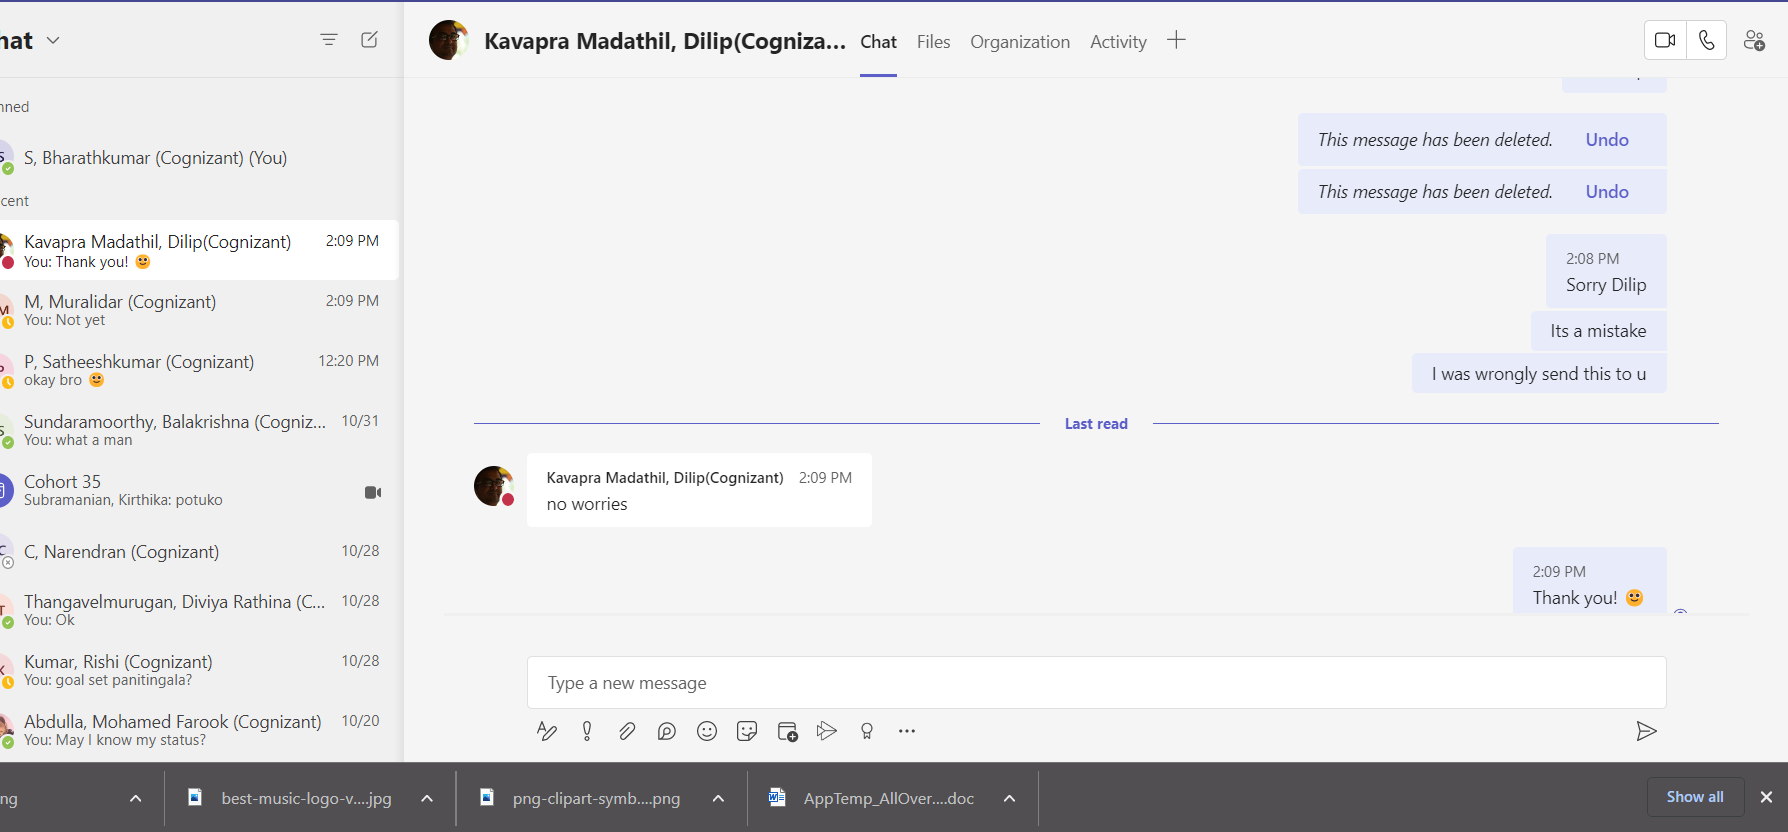 hat
nned
S, Bharathkumar (Cognizant) (You)
cent
Kavapra Madathil, Dilip(Cognizant) 2:09 PM
You: Thank you!
M, Muralidar (Cognizant) 2:09 PM
You: Not yet
P, Satheeshkumar (Cognizant) 12:20 PM
okay bro
Sundaramoorthy, Balakrishna (Cogniz... 10/31
You: what a man
Cohort 35
Subramanian, Kirthika: potuko
C, Narendran (Cognizant) 10/28
Thangavelmurugan, Diviya Rathina (C... 10/28
You: Ok
Kumar, Rishi (Cognizant) 10/28
You: goal set panitingala?
Abdulla, Mohamed Farook (Cognizant) 10/20
You: May I know my status?
Kavapra Madathil, Dilip(Cogniza... Chat Files Organization Activity
This message has been deleted. Undo
This message has been deleted. Undo
2:08 PM
Sorry Dilip
Its a mistake
I was wrongly send this to u
Last read
Kavapra Madathil, Dilip(Cognizant) 2:09 PM
no worries
2:09 PM
Thank you!
Type a new message
ng best-music-logo-v....jpg png-clipart-symb....png AppTemp_AllOver....doc Show all